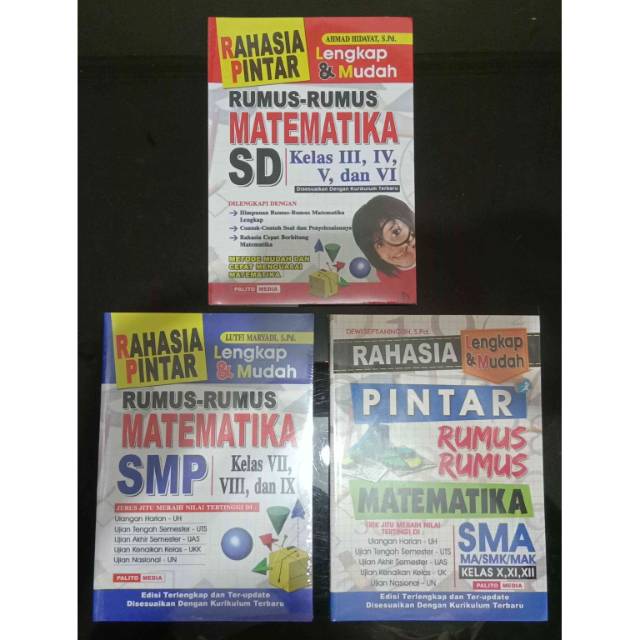 RAHASIA
PINTAR
AHMAD HIDAYAT, S.Pd.
Lengkap
& Mudah
RUMUS-RUMUS
MATEMATIKA
SD
Kelas III, IV,
V, dan VI
Disesuaikan Dengan Kurikulum Terbaru
DILENGKAPI DENGAN
Himpunan Rumus-Rumus Matematika
Lengkap
Contoh-Contoh Soal dan Penyelesaiannya
Rahasia Cepat Berhitung
Matematika
METODE MUDAH DAN
CEPAT MENGUASAI
MATEMATIKA
PALITO MEDIA
RAHASIA
PINTAR
LUTFI MARYADI, S.Pd.
Lengkap
& Mudah
RUMUS-RUMUS
MATEMATIKA
SMP
Kelas VII,
VIII, dan IX
JURUS JITU MERAIH NILAI TERTINGGI DI :
Ulangan Harian - UH
Ujian Tengah Semester - UTS
Ujian Akhir Semester - UAS
Ujian Kenaikan Kelas - UKK
Ujian Nasional - UN
PALITO MEDIA
Edisi Terlengkap dan Ter-update
Disesuaikan Dengan Kurikulum Terbaru
S.Pd.
RAHASIA
Lengkap
& Mudah
PINTAR
RUMUS
RUMUS
MATEMATIKA
JITU MERAIH NILAI
TERTINGGI DI :
Ulangan Harian - UH
Ujian Tengah Semester - UTS
Ujian Akhir Semester - UAS
Ujian Kenaikan Kelas - UK
Ujian Nasional - UN
SMA
MA/SMK/MAK
KELAS X,XI,XII
PALITO MEDIA
Edisi Terlengkap dan Ter-update
Disesuaikan Dengan Kurikulum Terbaru